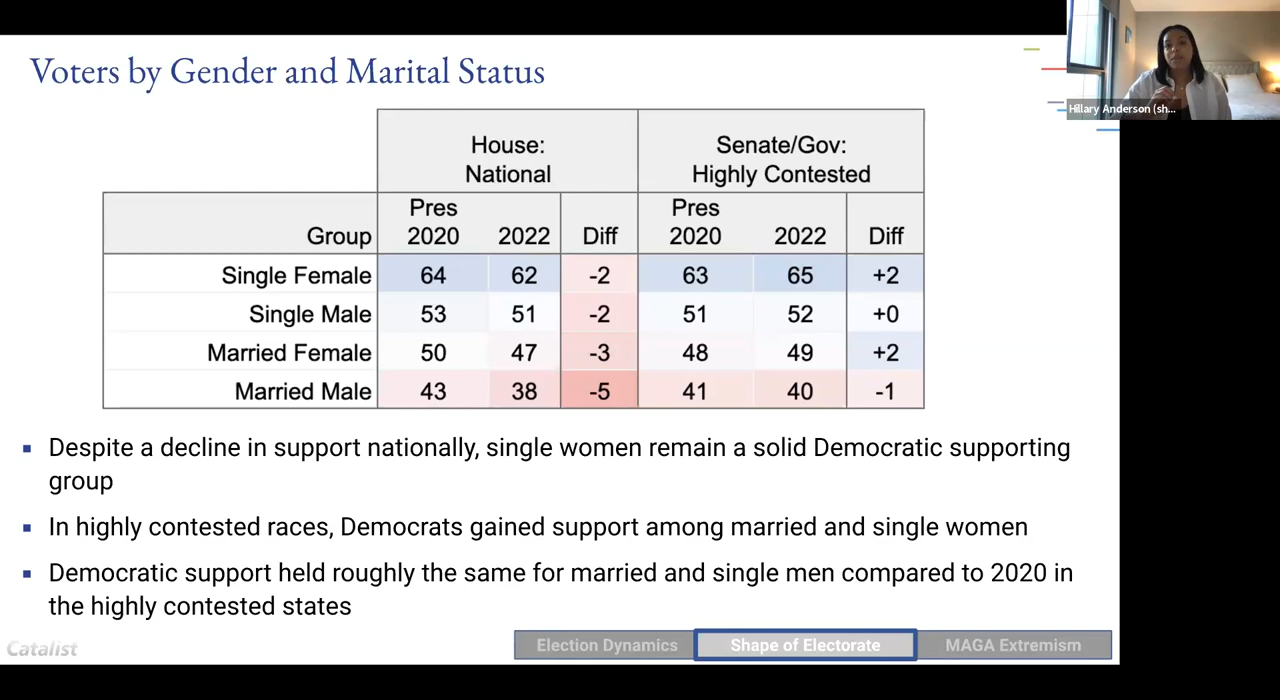 Voters by Gender and Marital Status
Hillary Anderson (sh...
House: Senate/Gov:
National Highly Contested
Pres Pres
Group 2020 2022 Diff 2020 2022 Diff
Single Female 64 62 -2 63 65 +2
Single Male 53 51 -2 51 52 +0
Married Female 50 47 -3 48 49 +2
Married Male 43 38 -5 41 40 -1
Despite a decline in support nationally, single women remain a solid Democratic supporting
group
In highly contested races, Democrats gained support among married and single women
Democratic support held roughly the same for married and single men compared to 2020 in
the highly contested states
Catalist Election Dynamics Shape of Electorate MAGA Extremism